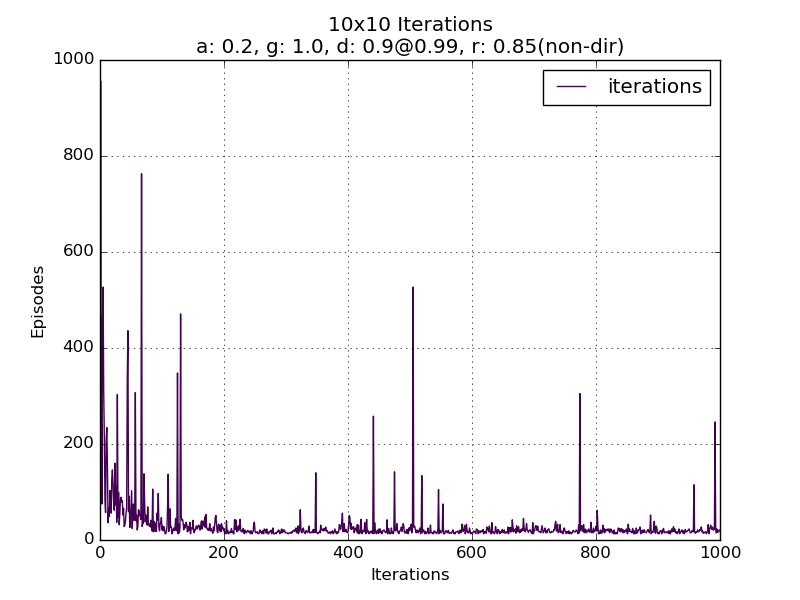 10x10 Iterations
a: 0.2, g: 1.0, d: 0.9@0.99, r: 0.85(non-dir)
iterations
1000
800
600
400
200
0
Episodes
0 200 400 600 800 1000
Iterations